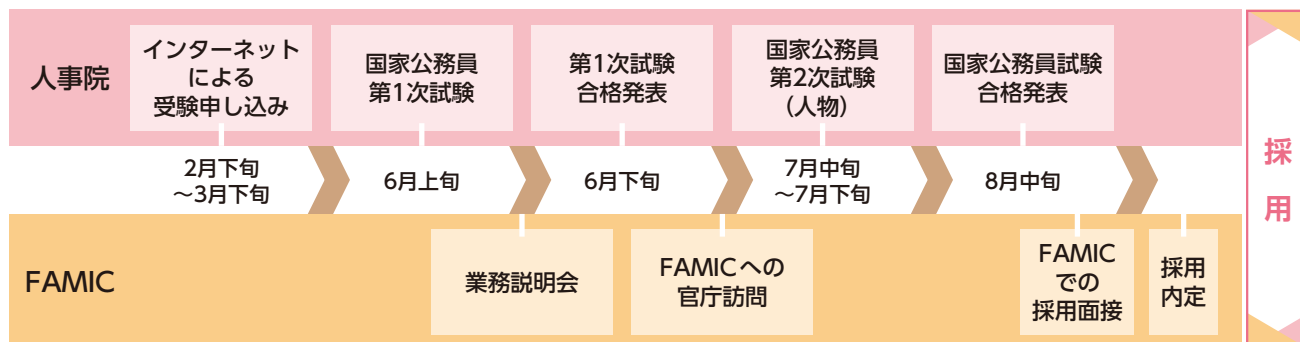 人事院
インターネット
による
受験申し込み
国家公務員
第1次試験
第1次試験
合格発表
国家公務員
第2次試験
(人物)
国家公務員試験
合格発表
2月下旬
～3月下旬
6月上旬
6月下旬
7月中旬
～7月下旬
8月中旬
FAMIC
業務説明会
FAMICへの
官庁訪問
FAMIC
での
採用面接
採用
内定
採用